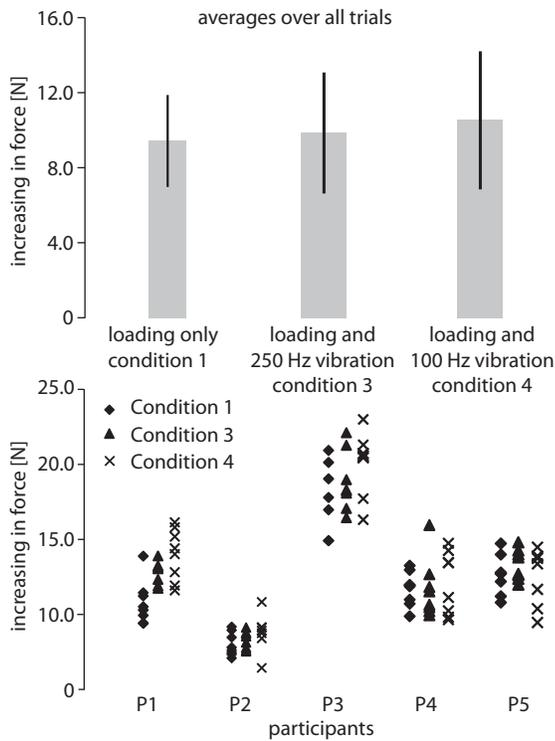 averages over all trials
increasing in force [N]
16.0
12.0
8.0
4.0
0
loading only
condition 1
loading and
250 Hz vibration
condition 3
loading and
100 Hz vibration
condition 4
increasing in force [N]
25.0
20.0
15.0
10.0
0
Condition 1
Condition 3
Condition 4
P1 P2 P3 P4 P5
participants